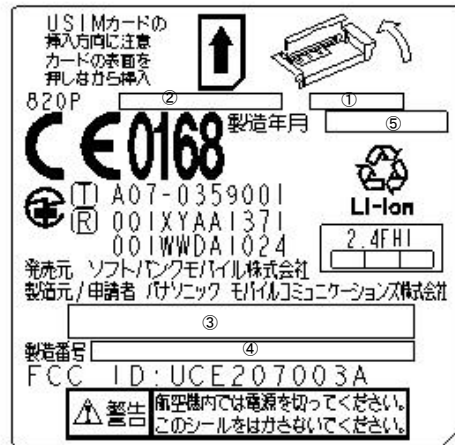 USIMカードの
挿入方向に注意
カードの表面を
押しながら挿入
820P ② ①
CE0168 製造年月 ⑤
Ⓣ A07-0359001
Ⓡ 001XYAA1371
001WWDA1024
Li-Ion
2.4FH1
発売元 ソフトバンクモバイル株式会社
製造元/申請者 パナソニック モバイルコミュニケーションズ株式会社
③
製造番号 ④
FCC ID:UCE207003A
警告 航空機内では電源を切ってください。
このシールをはがさないでください。